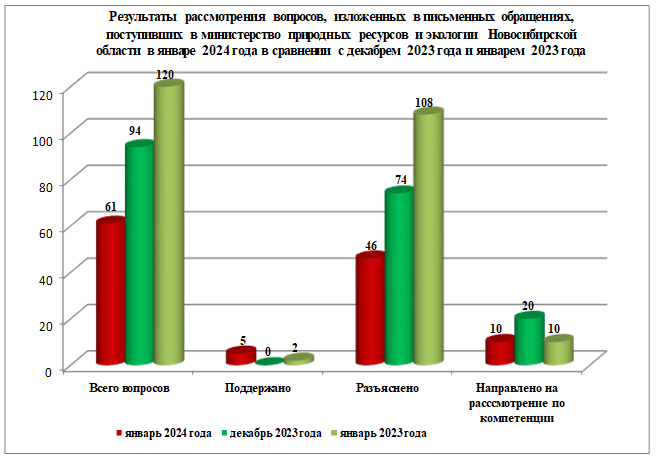 Результаты рассмотрения вопросов, изложенных в письменных обращениях,
поступивших в министерство природных ресурсов и экологии Новосибирской
области в январе 2024 года в сравнении с декабрем 2023 года и январем 2023 года
120
100
80
60
40
20
0
61
94
120
5
0
2
46
74
108
10
20
10
Всего вопросов
Поддержано
Разъяснено
Направлено на
расссмотрение по
компетенции
январь 2024 года
декабрь 2023 года
январь 2023 года